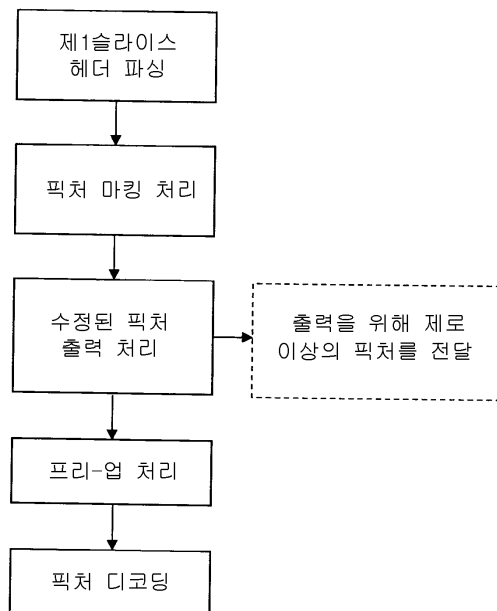 제1슬라이스
헤더 파싱
픽처 마킹 처리
수정된 픽처
출력 처리
출력을 위해 제로
이상의 픽처를 전달
프리-업 처리
픽처 디코딩